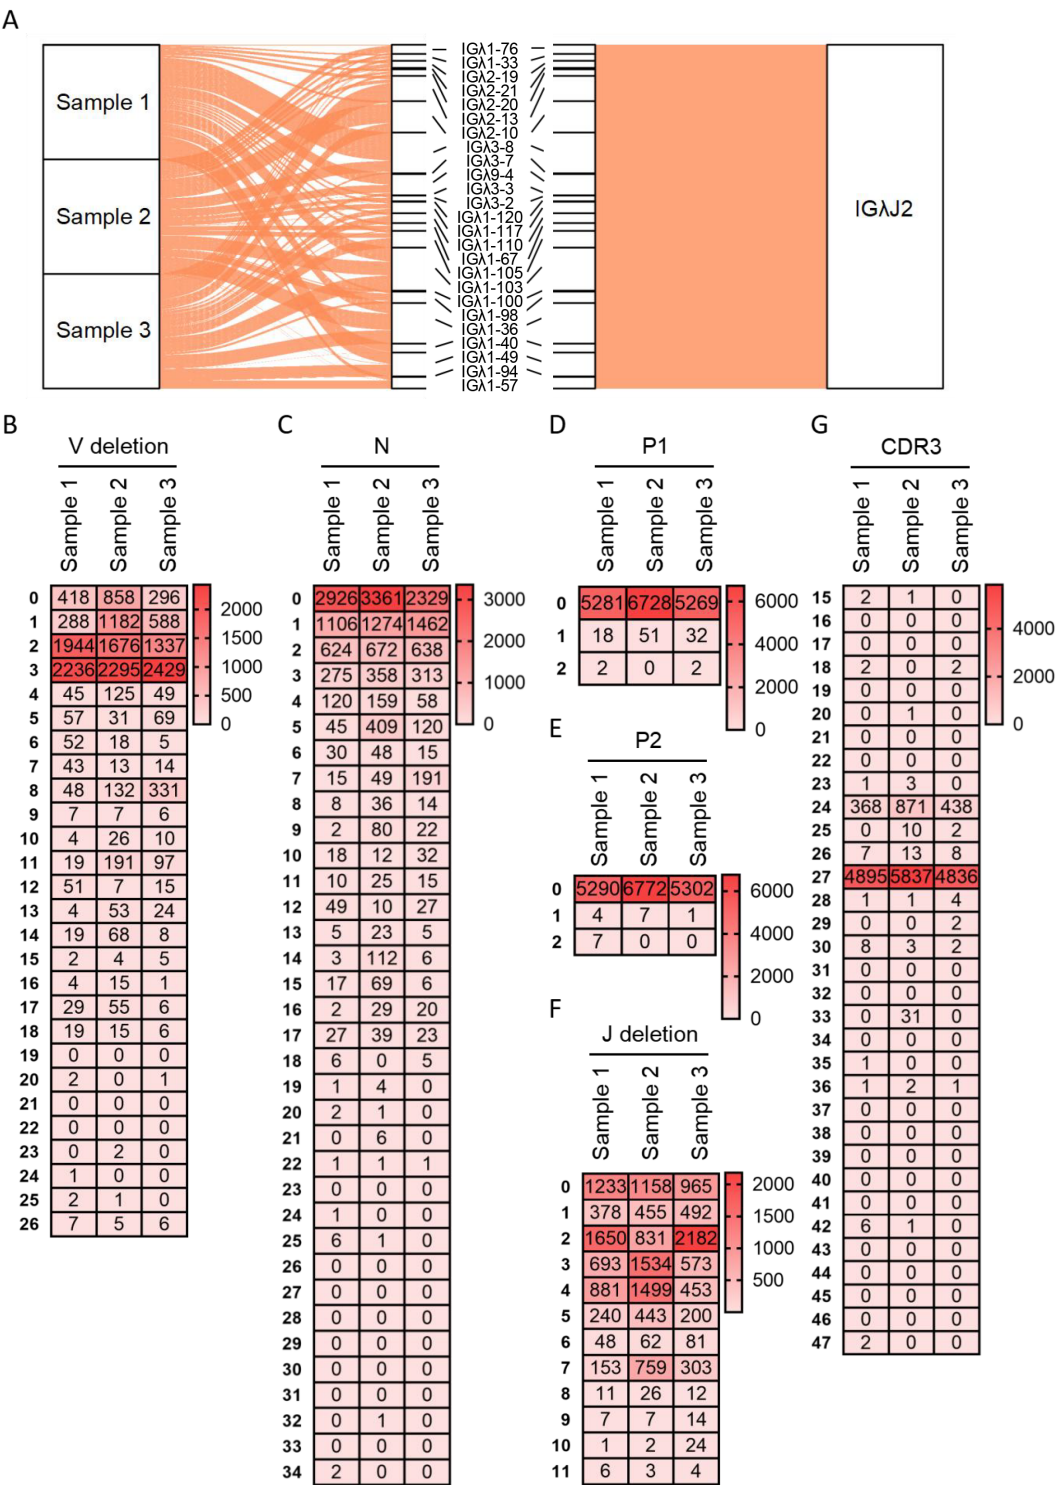 A
Sample 1
Sample 2
Sample 3
IGλ1-76
IGλ1-33
IGλ2-19
IGλ2-21
IGλ2-20
IGλ2-13
IGλ2-10
IGλ3-8
IGλ3-7
IGλ9-4
IGλ3-3
IGλ3-2
IGλ1-120
IGλ1-117
IGλ1-110
IGλ1-67
IGλ1-105
IGλ1-103
IGλ1-100
IGλ1-98
IGλ1-36
IGλ1-40
IGλ1-49
IGλ1-94
IGλ1-57
IGλJ2
B
V deletion
Sample 1 Sample 2 Sample 3
0 418 858 296
1 288 1182 588
2 1944 1676 1337
3 2236 2295 2429
4 45 125 49
5 57 31 69
6 52 18 5
7 43 13 14
8 48 132 331
9 7 7 6
10 4 26 10
11 19 191 97
12 51 7 15
13 4 53 24
14 19 68 8
15 2 4 5
16 4 15 1
17 29 55 6
18 19 15 6
19 0 0 0
20 2 0 1
21 0 0 0
22 0 0 0
23 0 2 0
24 1 0 0
25 2 1 0
26 7 5 6
2000
1500
1000
500
0
C
N
Sample 1 Sample 2 Sample 3
0 2926 3361 2329
1 1106 1274 1462
2 624 672 638
3 275 358 313
4 120 159 58
5 45 409 120
6 30 48 15
7 15 49 191
8 8 36 14
9 2 80 22
10 18 12 32
11 10 25 15
12 49 10 27
13 5 23 5
14 3 112 6
15 17 69 6
16 2 29 20
17 27 39 23
18 6 0 5
19 1 4 0
20 2 1 0
21 0 6 0
22 1 1 1
23 0 0 0
24 1 0 0
25 6 1 0
26 0 0 0
27 0 0 0
28 0 0 0
29 0 0 0
30 0 0 0
31 0 0 0
32 0 1 0
33 0 0 0
34 2 0 0
3000
2000
1000
0
D
P1
Sample 1 Sample 2 Sample 3
0 5281 6728 5269
1 18 51 32
2 2 0 2
6000
4000
2000
0
E
P2
Sample 1 Sample 2 Sample 3
0 5290 6772 5302
1 4 7 1
2 7 0 0
6000
4000
2000
0
F
J deletion
Sample 1 Sample 2 Sample 3
0 1233 1158 965
1 378 455 492
2 1650 831 2182
3 693 1534 573
4 881 1499 453
5 240 443 200
6 48 62 81
7 153 759 303
8 11 26 12
9 7 7 14
10 1 2 24
11 6 3 4
2000
1500
1000
500
G
CDR3
Sample 1 Sample 2 Sample 3
15 2 1 0
16 0 0 0
17 0 0 0
18 2 0 2
19 0 0 0
20 0 1 0
21 0 0 0
22 0 0 0
23 1 3 0
24 368 871 438
25 0 10 2
26 7 13 8
27 4895 5837 4836
28 1 1 4
29 0 0 2
30 8 3 2
31 0 0 0
32 0 0 0
33 0 31 0
34 0 0 0
35 1 0 0
36 1 2 1
37 0 0 0
38 0 0 0
39 0 0 0
40 0 0 0
41 0 0 0
42 6 1 0
43 0 0 0
44 0 0 0
45 0 0 0
46 0 0 0
47 2 0 0
4000
2000
0